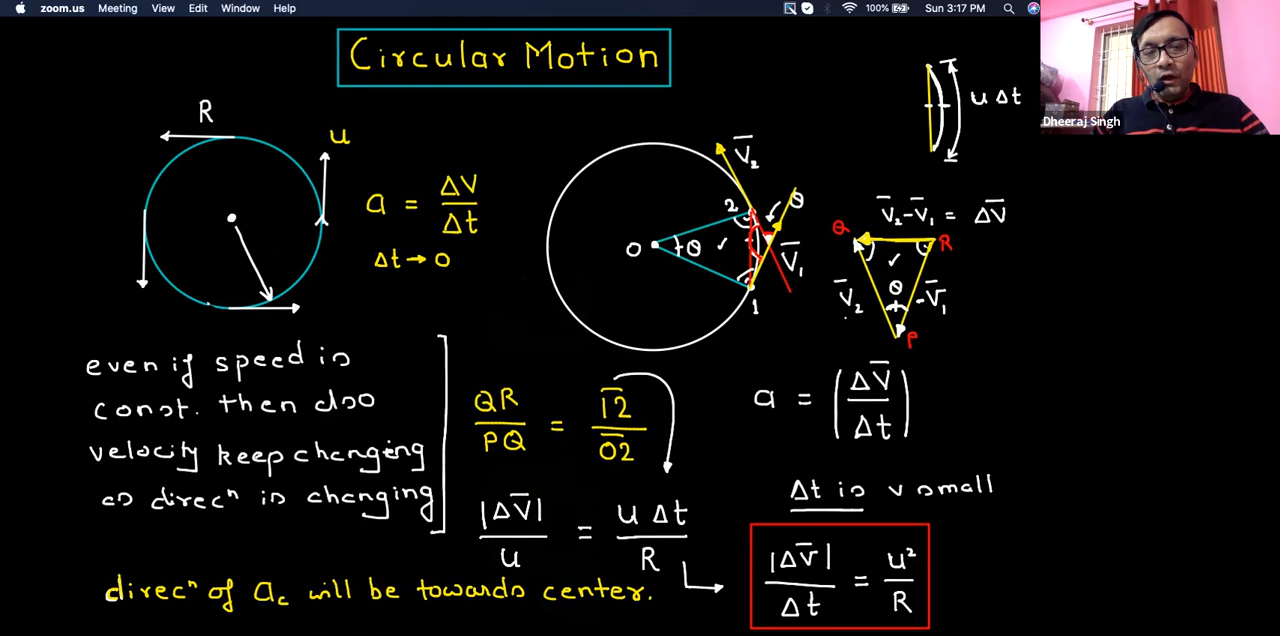 zoom.us Meeting View Edit Window Help 100% Sun 3:17 PM
Circular Motion
R
u
a = ΔV/Δt
Δt → 0
V̄₂
2
θ
O
θ ✓
V̄₁
1
u Δt
Dheeraj Singh
V̄₂-V̄₁ = ΔV̄
Q
R
✓
θ
V̄₂
-V̄₁
P
even if speed is
const. then also
velocity keep changing
as direcⁿ is changing
QR/PQ = 12/02
|ΔV̄|/u = u Δt/R
a = (ΔV̄/Δt)
Δt is v small
|ΔV̄|/Δt = u²/R
direcⁿ of a꜀ will be towards center.